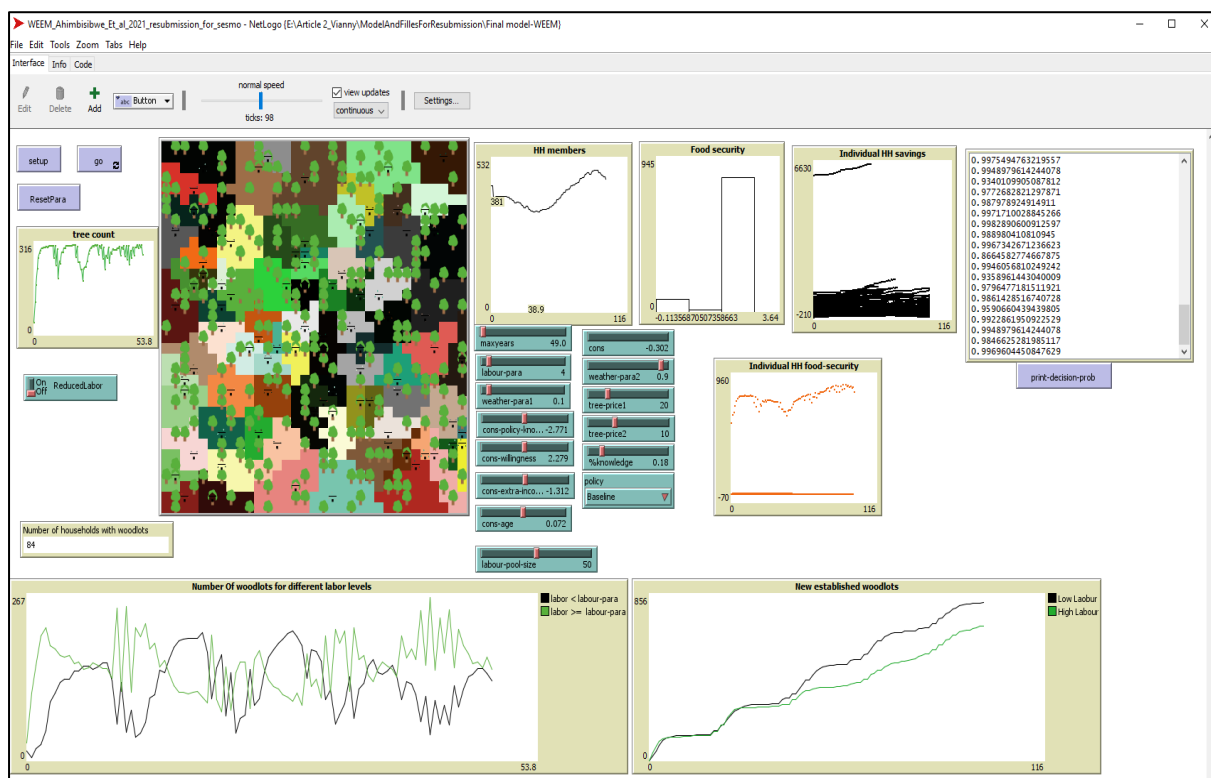 WEEM_Ahimbisibwe_Et_al_2021_resubmission_for_sesmo - NetLogo {E:\Article 2_Vianny\ModelAndFillesForResubmission\Final model-WEEM}
File Edit Tools Zoom Tabs Help
Interface Info Code
Edit Delete Add abc Button normal speed ticks: 98 view updates continuous Settings...
setup go
ResetPara
tree count
316
0
0 53.8
On
Off ReducedLabor
Number of households with woodlots
84
HH members
532
381
0
38.9
116
Food security
945
0
-0.11356870507358663 3.64
Individual HH savings
6630
-210
0 116
0.9975494763219557
0.9948979614244078
0.9340109905087812
0.9772682821297871
0.987978924914911
0.9971710028845266
0.9982890600912597
0.988980410810945
0.9967342671236623
0.8664582774667875
0.9946056810249242
0.9358961443040009
0.9796477181511921
0.9861428516740728
0.959066043943980​5
0.9922861950922529
0.9948979614244078
0.9846625281985117
0.9969604450847629
print-decision-prob
maxyears 49.0
labour-para 4
weather-para1 0.1
cons-policy-kno... -2.771
cons-willingness 2.279
cons-extra-inco... -1.312
cons-age 0.072
labour-pool-size 50
cons -0.302
weather-para2 0.9
tree-price1 20
tree-price2 10
%knowledge 0.18
policy
Baseline
Individual HH food-security
960
-70
0 116
Number Of woodlots for different labor levels
267
0
0 53.8
labor < labour-para
labor >= labour-para
New established woodlots
856
0
0 116
Low Laobur
High Labour